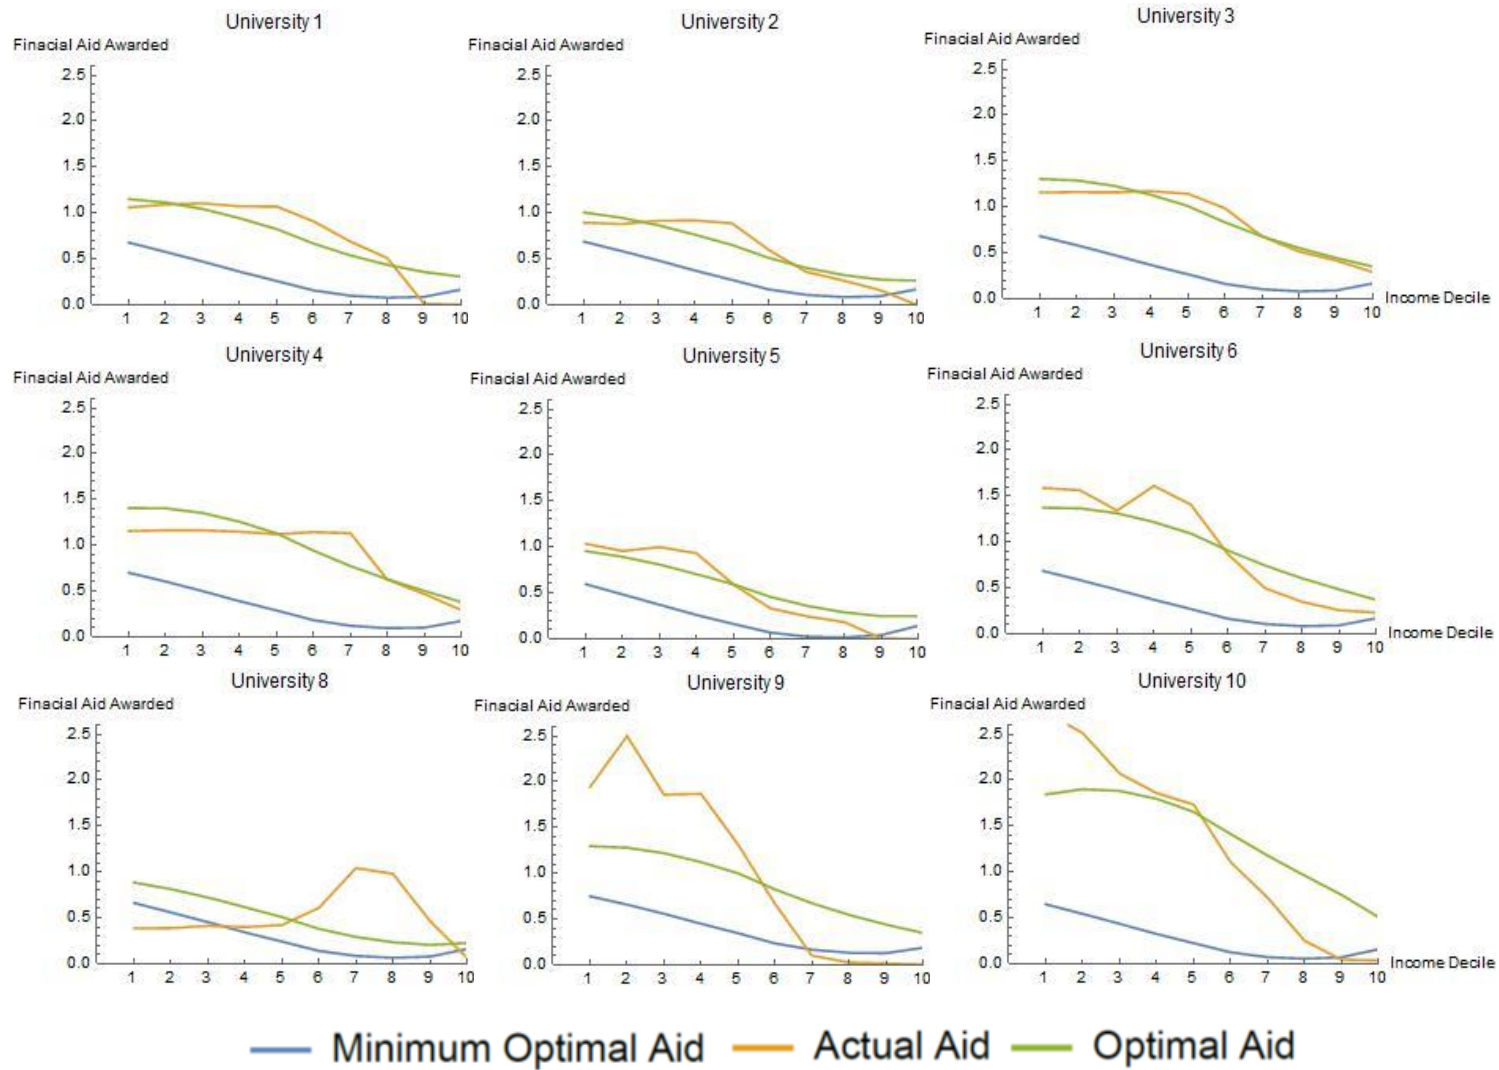 University 1
Finacial Aid Awarded
2.5
2.0
1.5
1.0
0.5
0.0
1 2 3 4 5 6 7 8 9 10
University 2
Finacial Aid Awarded
2.5
2.0
1.5
1.0
0.5
0.0
1 2 3 4 5 6 7 8 9 10
University 3
Finacial Aid Awarded
2.5
2.0
1.5
1.0
0.5
0.0
1 2 3 4 5 6 7 8 9 10
Income Decile
University 4
Finacial Aid Awarded
2.5
2.0
1.5
1.0
0.5
0.0
1 2 3 4 5 6 7 8 9 10
University 5
Finacial Aid Awarded
2.5
2.0
1.5
1.0
0.5
0.0
1 2 3 4 5 6 7 8 9 10
University 6
Finacial Aid Awarded
2.5
2.0
1.5
1.0
0.5
0.0
1 2 3 4 5 6 7 8 9 10
Income Decile
University 8
Finacial Aid Awarded
2.5
2.0
1.5
1.0
0.5
0.0
1 2 3 4 5 6 7 8 9 10
University 9
Finacial Aid Awarded
2.5
2.0
1.5
1.0
0.5
0.0
1 2 3 4 5 6 7 8 9 10
University 10
Finacial Aid Awarded
2.5
2.0
1.5
1.0
0.5
0.0
1 2 3 4 5 6 7 8 9 10
Income Decile
Minimum Optimal Aid Actual Aid Optimal Aid